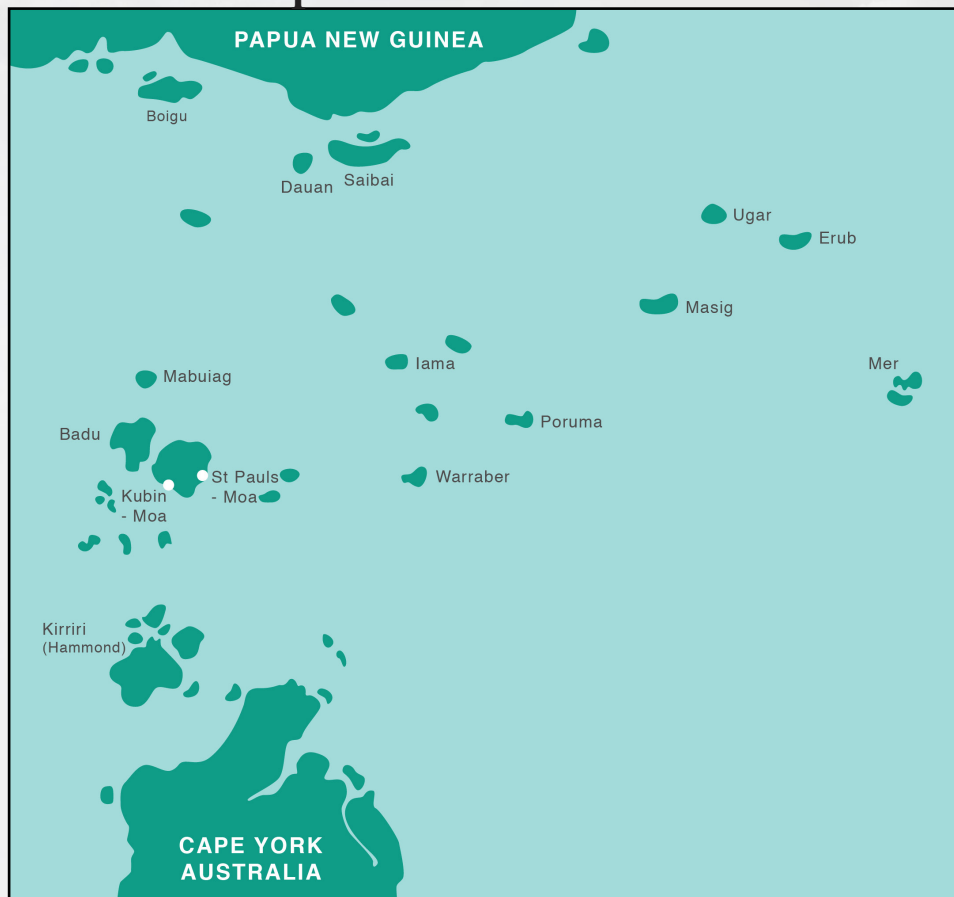 PAPUA NEW GUINEA
Boigu
Dauan
Saibai
Ugar
Erub
Masig
Iama
Mer
Mabuiag
Poruma
Badu
Warraber
St Pauls
- Moa
Kubin
- Moa
Kirriri
(Hammond)
CAPE YORK
AUSTRALIA